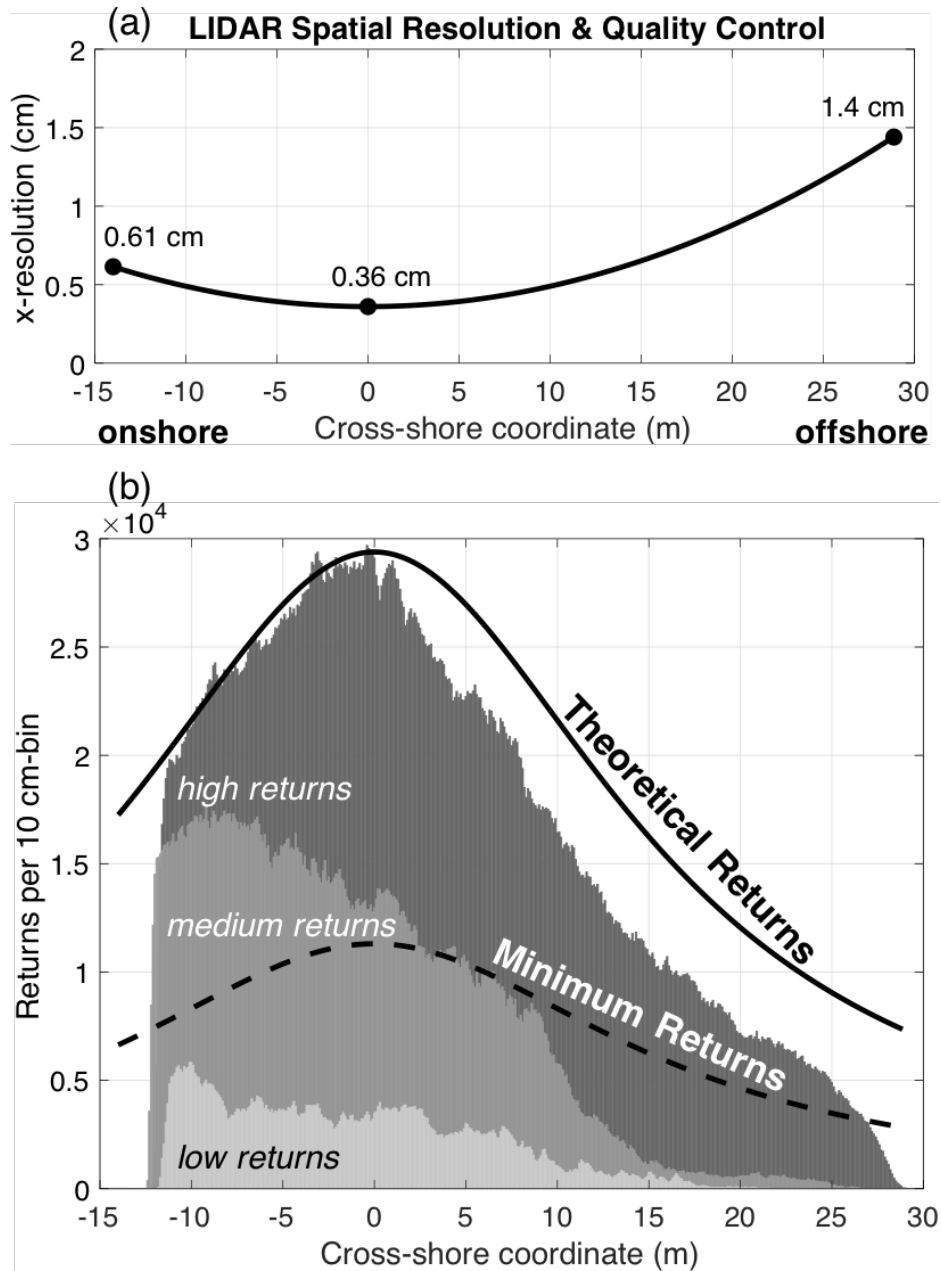 (a) LIDAR Spatial Resolution & Quality Control
2
1.5
1
0.5
0
x-resolution (cm)
0.61 cm
0.36 cm
1.4 cm
-15 -10 -5 0 5 10 15 20 25 30
onshore Cross-shore coordinate (m) offshore
(b)
×10⁴
3
2.5
2
1.5
1
0.5
0
Returns per 10 cm-bin
high returns
medium returns
low returns
Theoretical Returns
Minimum Returns
-15 -10 -5 0 5 10 15 20 25 30
Cross-shore coordinate (m)